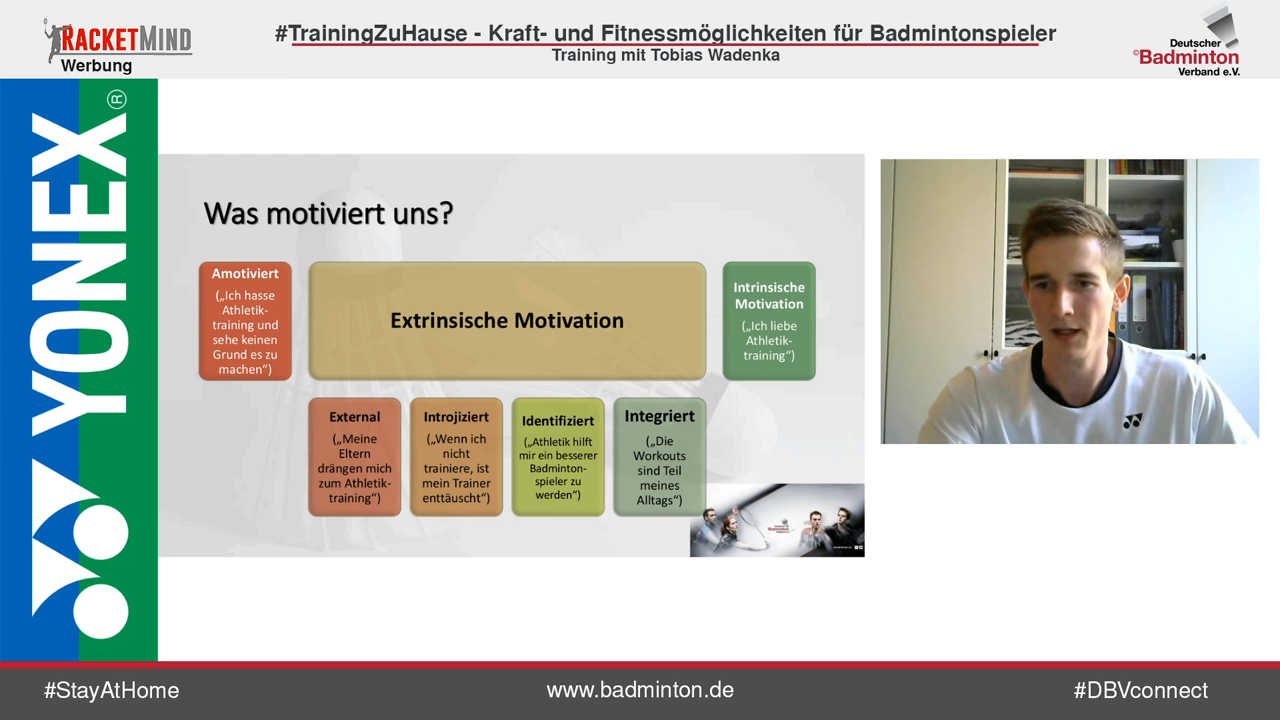 RACKETMIND
Werbung
#TrainingZuHause - Kraft- und Fitnessmöglichkeiten für Badmintonspieler
Training mit Tobias Wadenka
Deutscher
©Badminton
Verband e.V.
YONEX®
Was motiviert uns?
Amotiviert
(„Ich hasse
Athletik-
training und
sehe keinen
Grund es zu
machen“)
Extrinsische Motivation
Intrinsische
Motivation
(„Ich liebe
Athletik-
training“)
External
(„Meine
Eltern
drängen mich
zum Athletik-
training“)
Introjiziert
(„Wenn ich
nicht
trainiere, ist
mein Trainer
enttäuscht“)
Identifiziert
(„Athletik hilft
mir ein besserer
Badminton-
spieler zu
werden“)
Integriert
(„Die
Workouts
sind Teil
meines
Alltags“)
#StayAtHome
www.badminton.de
#DBVconnect